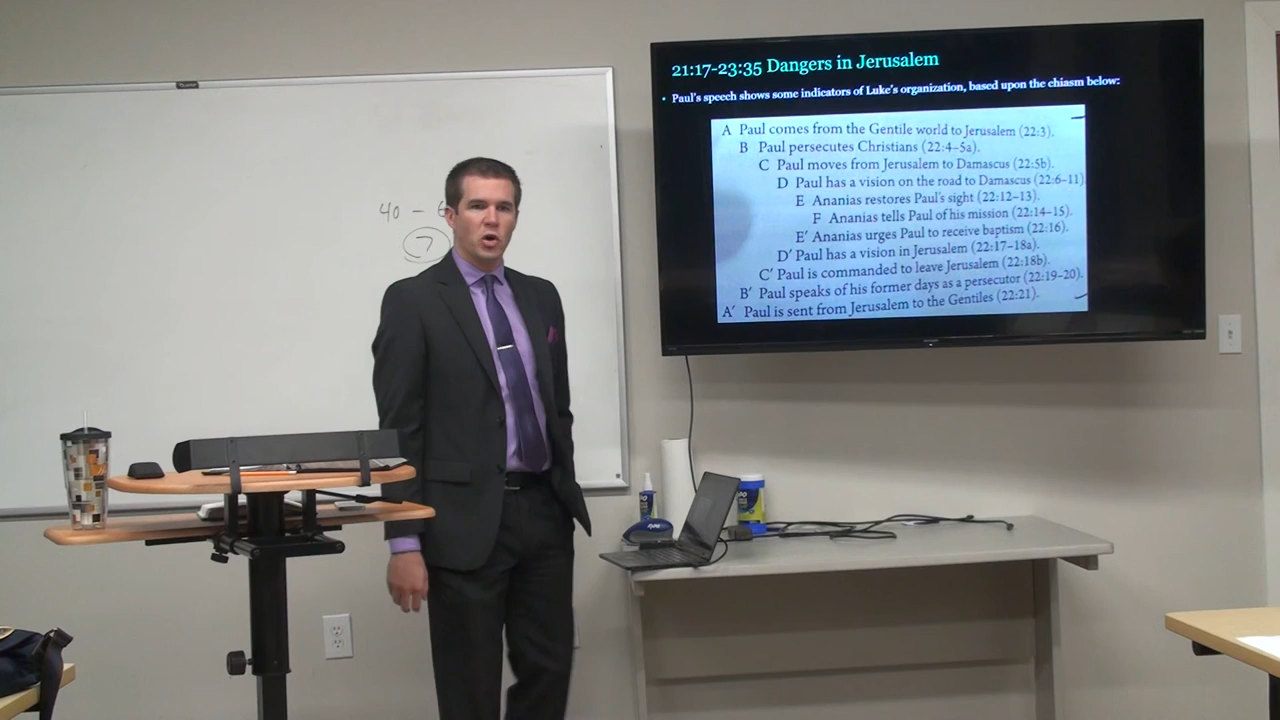 21:17-23:35 Dangers in Jerusalem
• Paul's speech shows some indicators of Luke's organization, based upon the chiasm below:
A Paul comes from the Gentile world to Jerusalem (22:3).
B Paul persecutes Christians (22:4–5a).
C Paul moves from Jerusalem to Damascus (22:5b).
D Paul has a vision on the road to Damascus (22:6–11)
E Ananias restores Paul's sight (22:12–13).
F Ananias tells Paul of his mission (22:14–15).
E′ Ananias urges Paul to receive baptism (22:16).
D′ Paul has a vision in Jerusalem (22:17–18a).
C′ Paul is commanded to leave Jerusalem (22:18b).
B′ Paul speaks of his former days as a persecutor (22:19–20).
A′ Paul is sent from Jerusalem to the Gentiles (22:21).
40 – 6
7